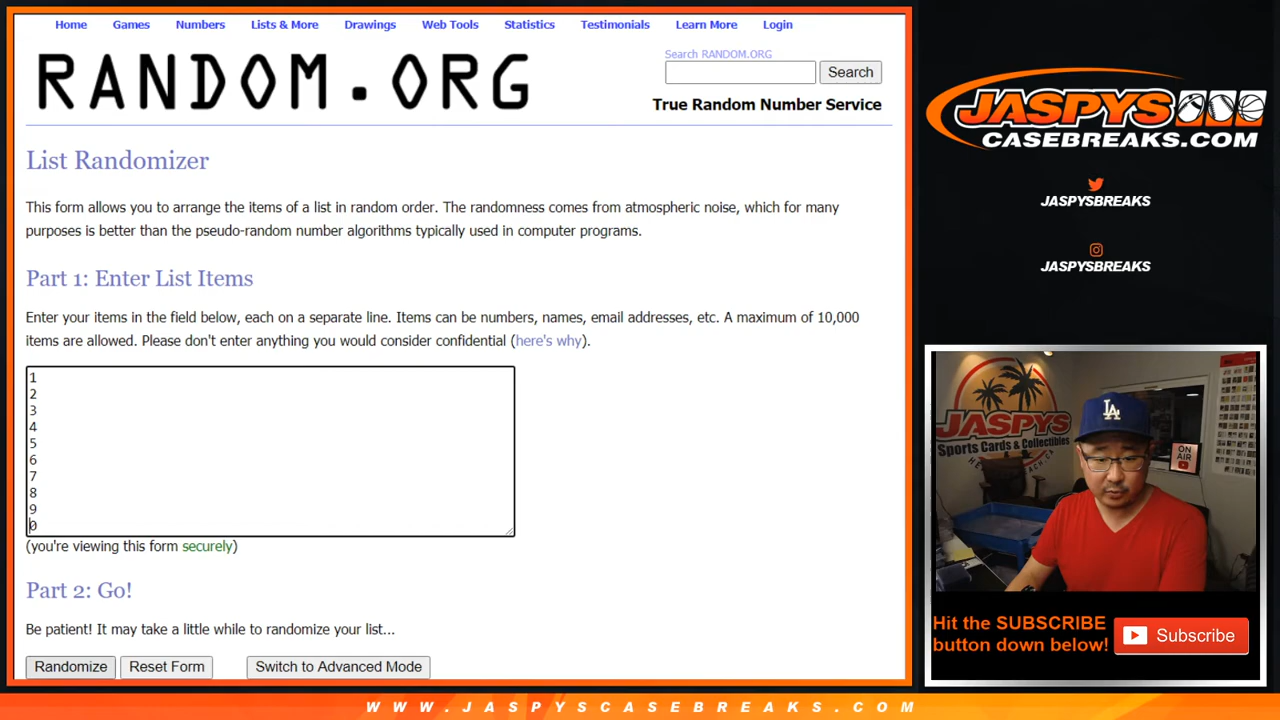 Home Games Numbers Lists & More Drawings Web Tools Statistics Testimonials Learn More Login
RANDOM.ORG
Search RANDOM.ORG
Search
True Random Number Service
List Randomizer
This form allows you to arrange the items of a list in random order. The randomness comes from atmospheric noise, which for many
purposes is better than the pseudo-random number algorithms typically used in computer programs.
Part 1: Enter List Items
Enter your items in the field below, each on a separate line. Items can be numbers, names, email addresses, etc. A maximum of 10,000
items are allowed. Please don't enter anything you would consider confidential (here's why).
1
2
3
4
5
6
7
8
9
0
(you're viewing this form securely)
Part 2: Go!
Be patient! It may take a little while to randomize your list...
Randomize Reset Form Switch to Advanced Mode
JASPYS
CASEBREAKS.COM
JASPYSBREAKS
JASPYSBREAKS
JASPYS
Sports Cards & Collectibles
LA
ON
AIR
Hit the SUBSCRIBE
button down below!
Subscribe
WWW.JASPYSCASEBREAKS.COM